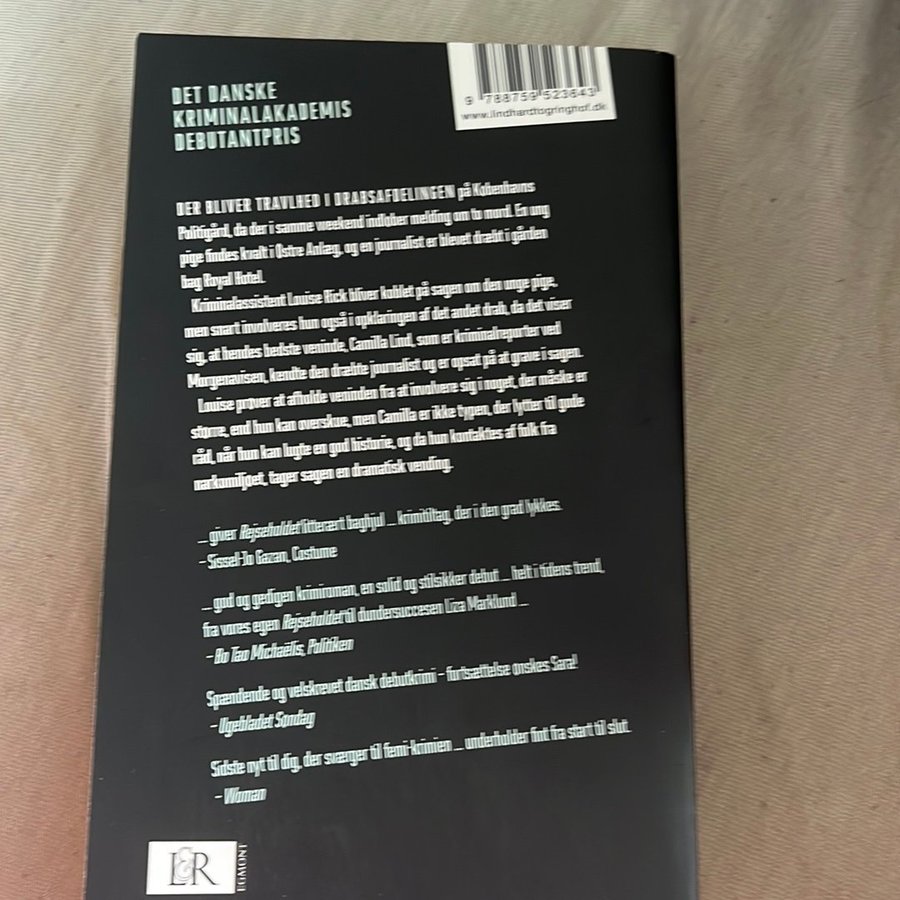 DET DANSKE
KRIMINALAKADEMIS
DEBUTANTPRIS
9 788759 523643
www.lindhardtogringhof.dk
DER BLIVER TRAVLHED I DRABSAFDELINGEN på Københavns
Politigård, da der i samme weekend indløber melding om to mord. En ung
pige findes kvalt i Østre Anlæg, og en journalist er blevet dræbt i gården
bag Royal Hotel.
Kriminalassistent Louise Rick bliver koblet på sagen om den unge pige,
men snart involveres hun også i opklaringen af det andet drab, da det viser
sig, at hendes bedste veninde, Camilla Lind, som er kriminalreporter ved
Morgenavisen, kendte den dræbte journalist og er opsat på at grave i sagen.
Louise prøver at afholde veninden fra at involvere sig i noget, der måske er
større, end hun kan overskue, men Camilla er ikke typen, der lytter til gode
råd, når hun kan lugte en god historie, og da hun kontaktes af folk fra
narkomiljøet, tager sagen en dramatisk vending.
... giver Rejseholdet litterært baghjul ... krimitiltag, der i den grad lykkes.
– Sissel-Jo Gazan, Costume
... god og gedigen krimiroman, en solid og stilsikker debut ... helt i tidens trend,
fra vores egen Rejseholdet til dundersuccesen Liza Marklund ...
– Bo Tao Michaëlis, Politiken
Spændende og velskrevet dansk debutkrimi – fortsættelse ønskes Sara!
– Ugebladet Søndag
Sidste nyt til dig, der sværger til femi-krimien ... underholder fint fra start til slut.
– Woman
L&R
EGMONT